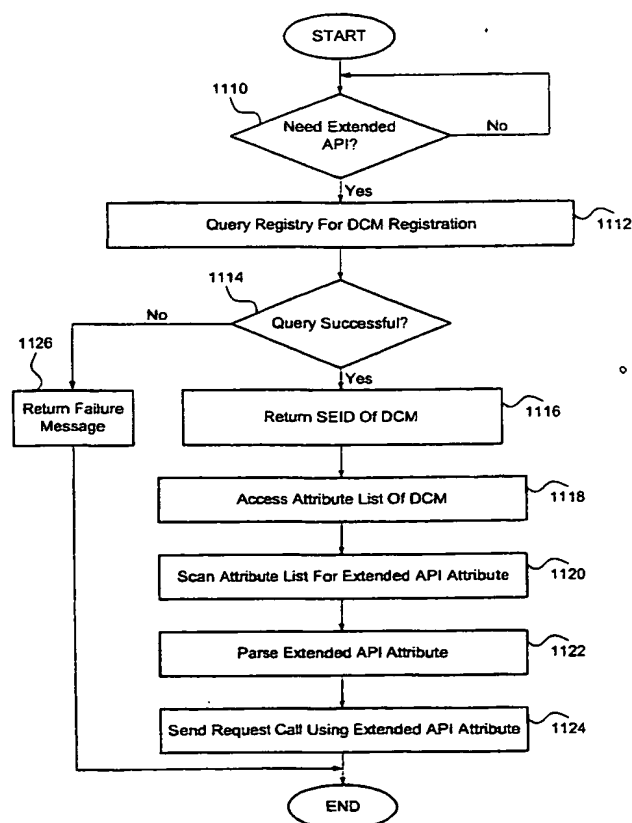 START
1110
Need Extended
API?
No
Yes
Query Registry For DCM Registration
1112
1114
Query Successful?
No
Yes
1126
Return Failure
Message
Return SEID Of DCM
1116
Access Attribute List Of DCM
1118
Scan Attribute List For Extended API Attribute
1120
Parse Extended API Attribute
1122
Send Request Call Using Extended API Attribute
1124
END